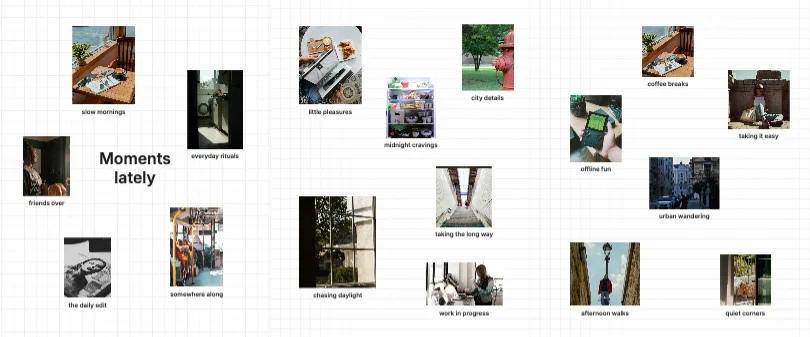 slow mornings
everyday rituals
Moments
lately
friends over
somewhere along
the daily edit
little pleasures
city details
midnight cravings
taking the long way
chasing daylight
work in progress
coffee breaks
taking it easy
offline fun
urban wandering
afternoon walks
quiet corners